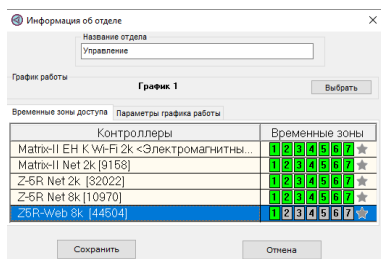 Информация об отделе
Название отдела
Управление
График работы
График 1
Выбрать
Временные зоны доступа Параметры графика работы
Контроллеры Временные зоны
Matrix-II EH K Wi-Fi 2k <Электромагнитны... 1 2 3 4 5 6 7
Matrix-II Net 2k [9158] 1 2 3 4 5 6 7
Z-5R Net 2k [32022] 1 2 3 4 5 6 7
Z-5R Net 8k [10970] 1 2 3 4 5 6 7
Z5R-Web 8k [44504] 1 2 3 4 5 6 7
Сохранить Отмена